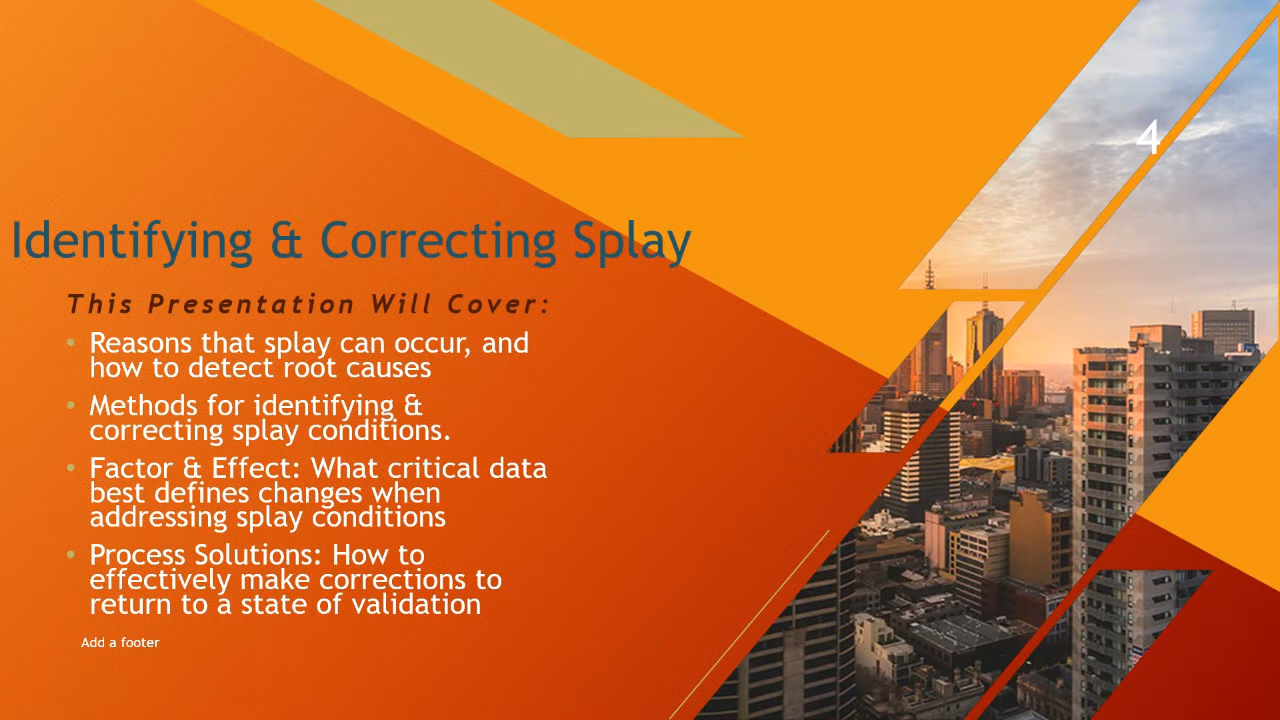 4
Identifying & Correcting Splay
This Presentation Will Cover:
• Reasons that splay can occur, and
how to detect root causes
• Methods for identifying &
correcting splay conditions.
• Factor & Effect: What critical data
best defines changes when
addressing splay conditions
• Process Solutions: How to
effectively make corrections to
return to a state of validation
Add a footer